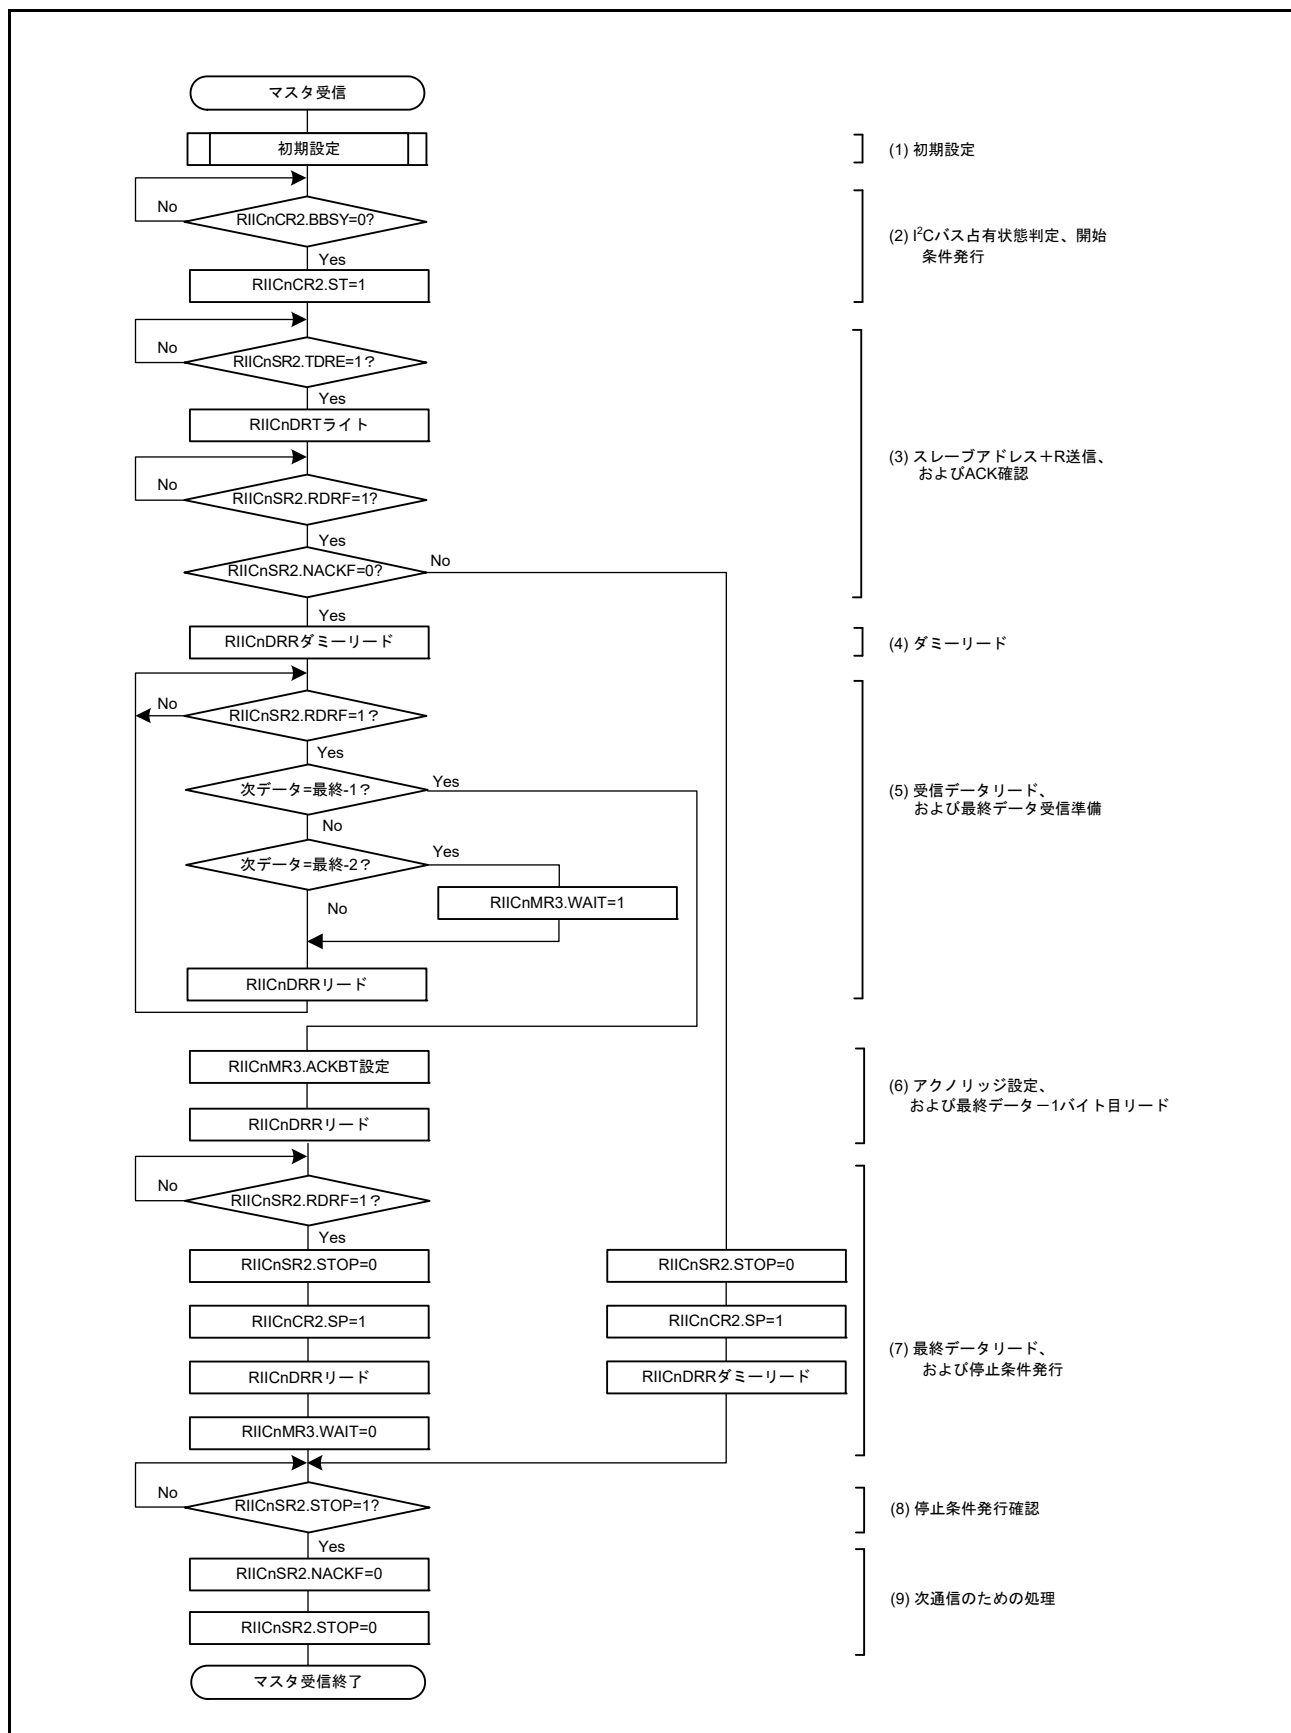 マスタ受信
初期設定
(1) 初期設定
No
RIICnCR2.BBSY=0?
(2) I²Cバス占有状態判定、開始
条件発行
Yes
RIICnCR2.ST=1
No
RIICnSR2.TDRE=1？
Yes
RIICnDRTライト
(3) スレーブアドレス＋R送信、
およびACK確認
No
RIICnSR2.RDRF=1?
Yes
RIICnSR2.NACKF=0?
No
Yes
RIICnDRRダミーリード
(4) ダミーリード
No
RIICnSR2.RDRF=1？
Yes
次データ=最終-1？
Yes
(5) 受信データリード、
および最終データ受信準備
No
次データ=最終-2？
Yes
RIICnMR3.WAIT=1
No
RIICnDRRリード
RIICnMR3.ACKBT設定
(6) アクノリッジ設定、
および最終データー1バイト目リード
RIICnDRRリード
No
RIICnSR2.RDRF=1？
Yes
RIICnSR2.STOP=0
RIICnSR2.STOP=0
RIICnCR2.SP=1
RIICnCR2.SP=1
(7) 最終データリード、
および停止条件発行
RIICnDRRリード
RIICnDRRダミーリード
RIICnMR3.WAIT=0
No
RIICnSR2.STOP=1?
(8) 停止条件発行確認
Yes
RIICnSR2.NACKF=0
(9) 次通信のための処理
RIICnSR2.STOP=0
マスタ受信終了